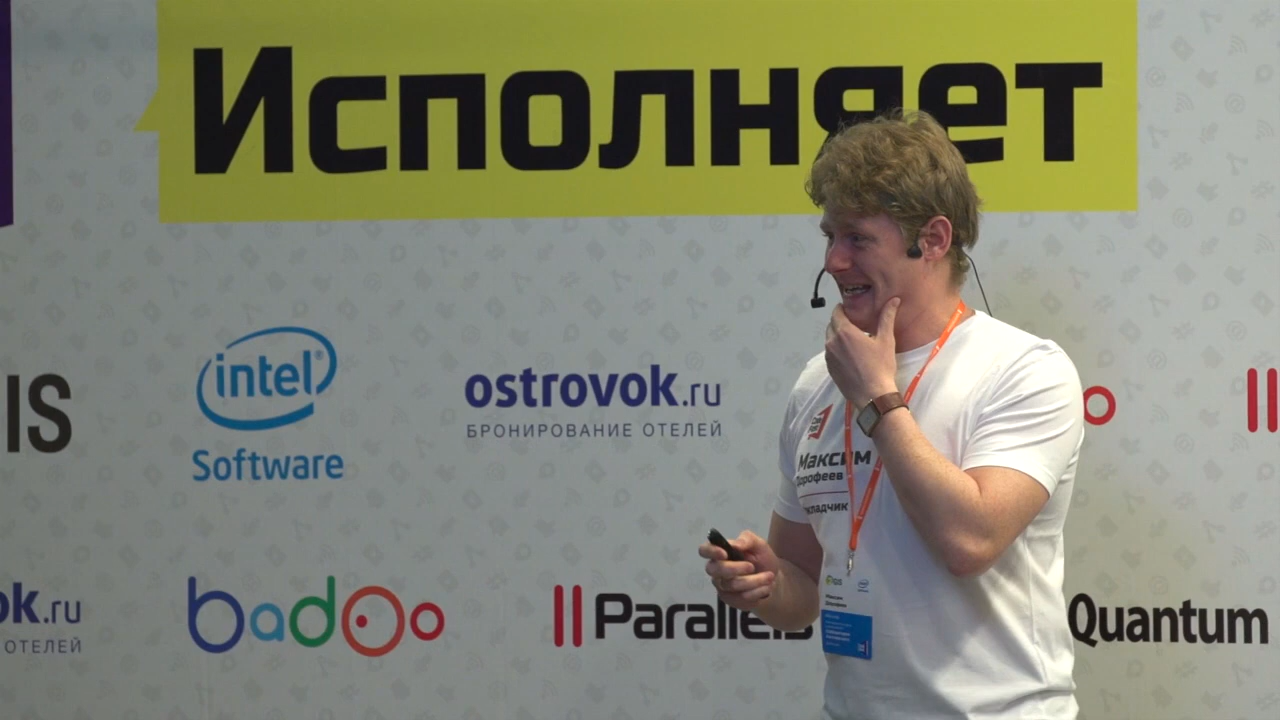 Исполняет
IS
intel®
Software
ostrovok.ru
БРОНИРОВАНИЕ ОТЕЛЕЙ
Максим
Дорофеев
докладчик
ok.ru
ОТЕЛЕЙ
badoo
Parallels
Quantum